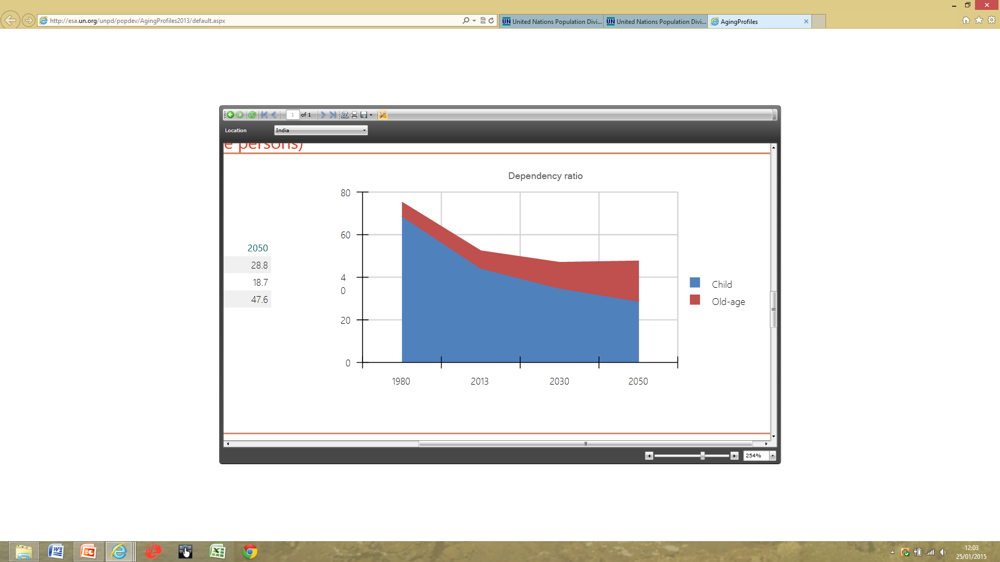 http://esa.un.org/unpd/popdev/AgingProfiles2013/default.aspx
UN United Nations Population Divi...
UN United Nations Population Divi...
AgingProfiles
1 of 1
Location India
e persons)
Dependency ratio
80
60
4
0
20
0
1980 2013 2030 2050
2050
28.8
18.7
47.6
Child
Old-age
254%
12:03
25/01/2015